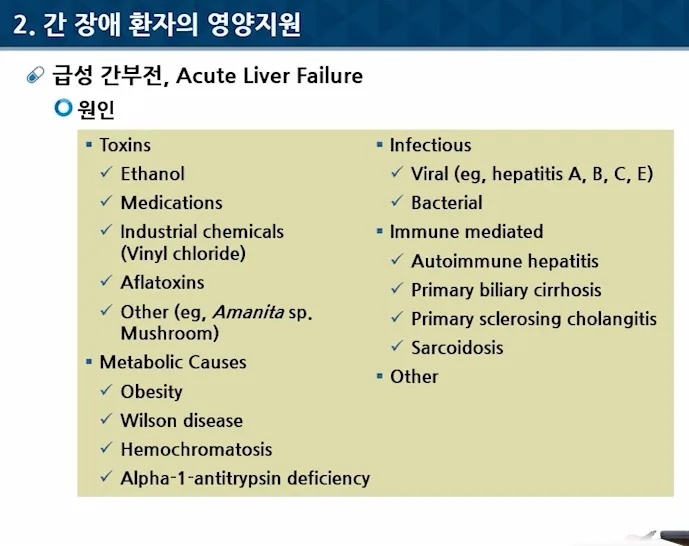 2. 간 장애 환자의 영양지원
급성 간부전, Acute Liver Failure
원인
▪ Toxins
✓ Ethanol
✓ Medications
✓ Industrial chemicals
(Vinyl chloride)
✓ Aflatoxins
✓ Other (eg, Amanita sp.
Mushroom)
▪ Metabolic Causes
✓ Obesity
✓ Wilson disease
✓ Hemochromatosis
✓ Alpha-1-antitrypsin deficiency
▪ Infectious
✓ Viral (eg, hepatitis A, B, C, E)
✓ Bacterial
▪ Immune mediated
✓ Autoimmune hepatitis
✓ Primary biliary cirrhosis
✓ Primary sclerosing cholangitis
✓ Sarcoidosis
▪ Other